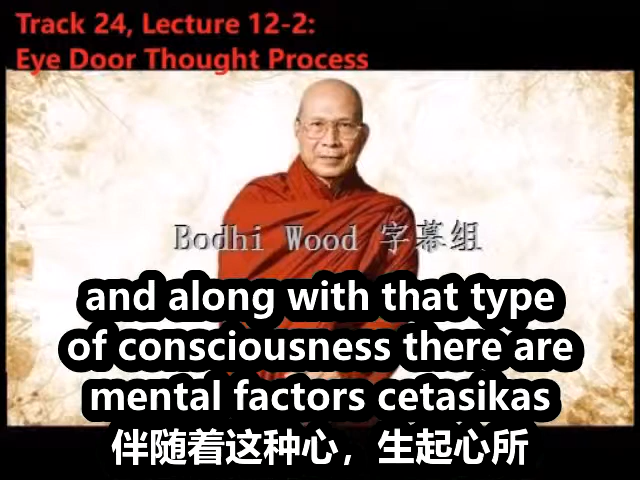 Track 24, Lecture 12-2:
Eye Door Thought Process
Bodhi Wood 字幕组
and along with that type
of consciousness there are
mental factors cetasikas
伴随着这种心，生起心所